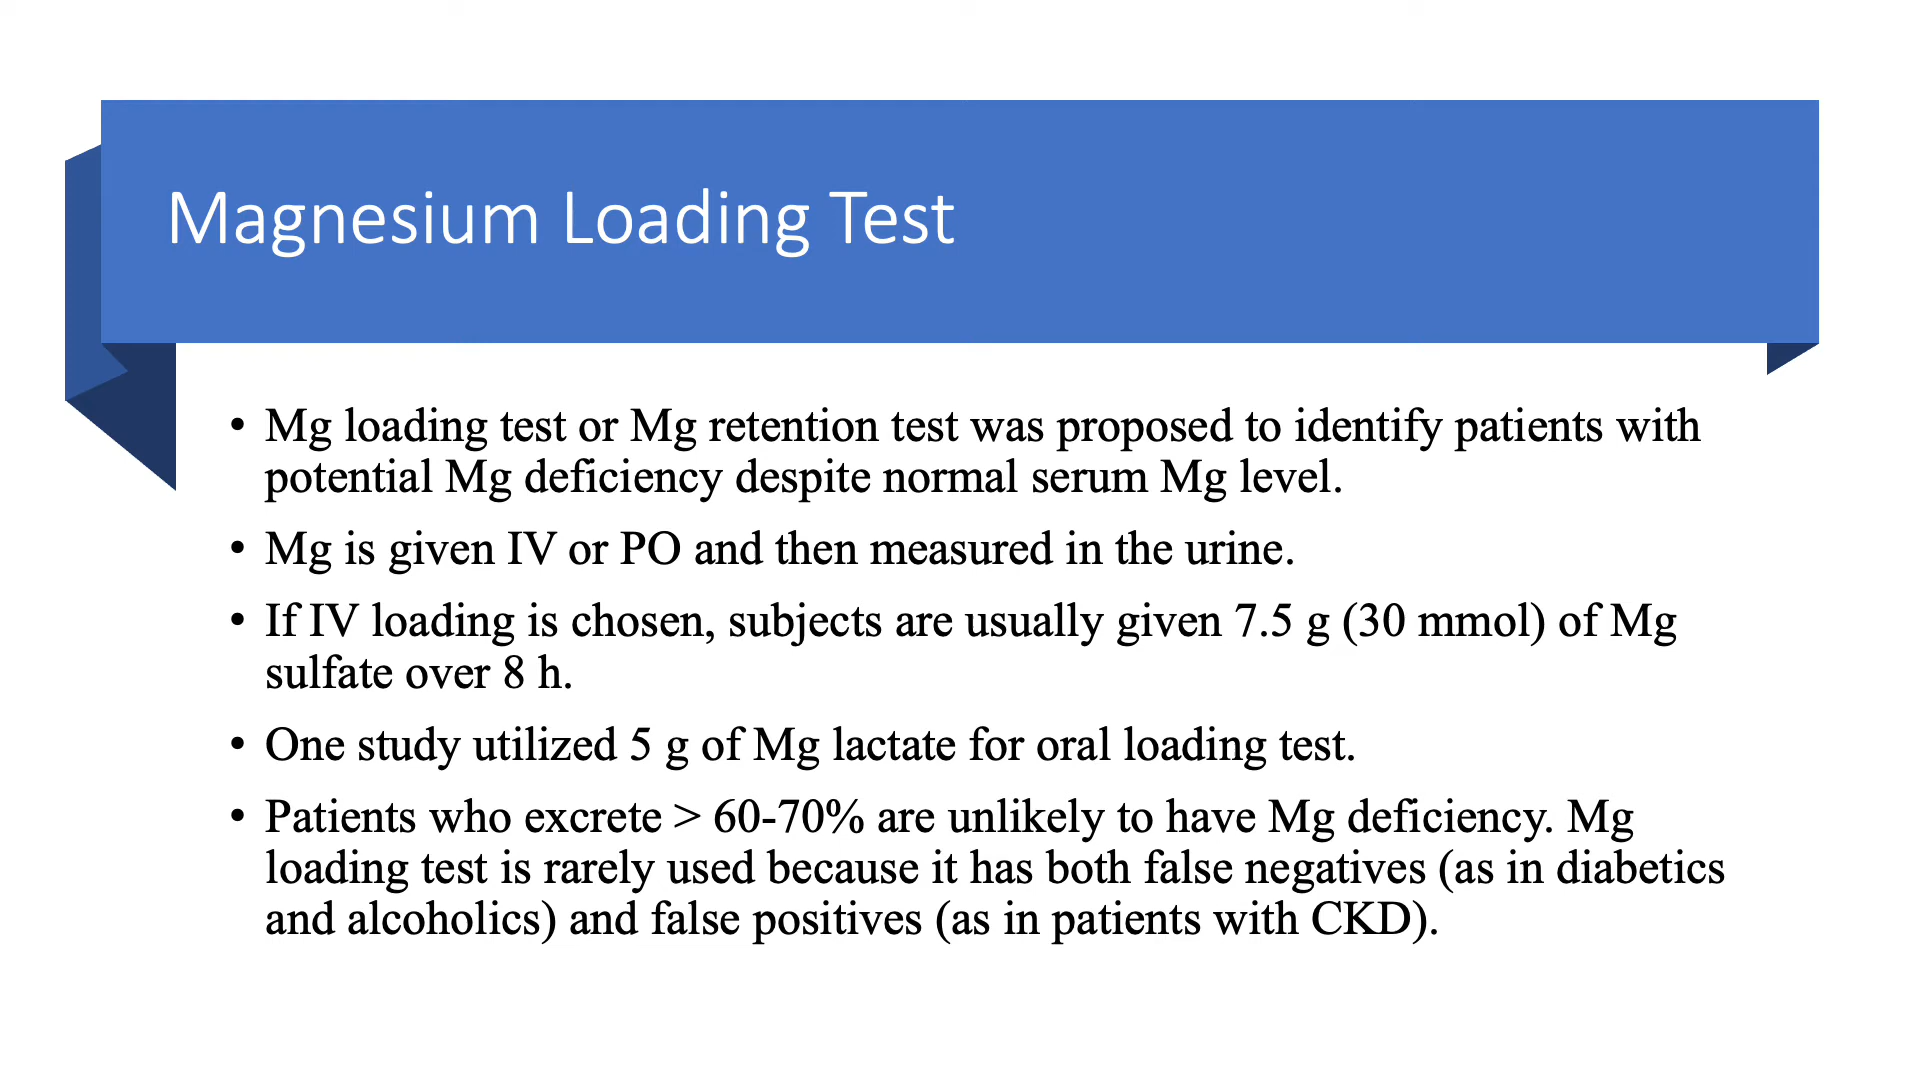 Magnesium Loading Test
• Mg loading test or Mg retention test was proposed to identify patients with
potential Mg deficiency despite normal serum Mg level.
• Mg is given IV or PO and then measured in the urine.
• If IV loading is chosen, subjects are usually given 7.5 g (30 mmol) of Mg
sulfate over 8 h.
• One study utilized 5 g of Mg lactate for oral loading test.
• Patients who excrete > 60-70% are unlikely to have Mg deficiency. Mg
loading test is rarely used because it has both false negatives (as in diabetics
and alcoholics) and false positives (as in patients with CKD).